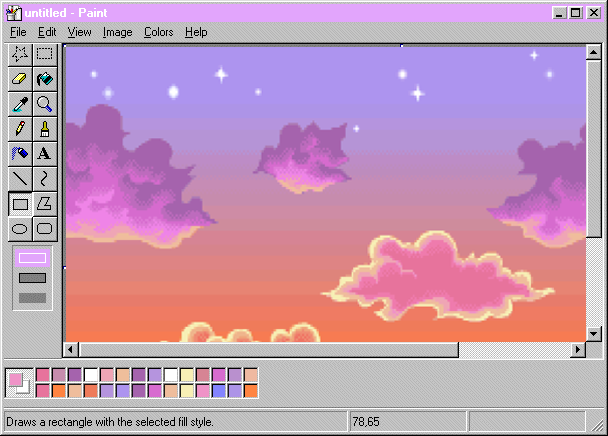 untitled - Paint
File Edit View Image Colors Help
A
Draws a rectangle with the selected fill style.
78,65